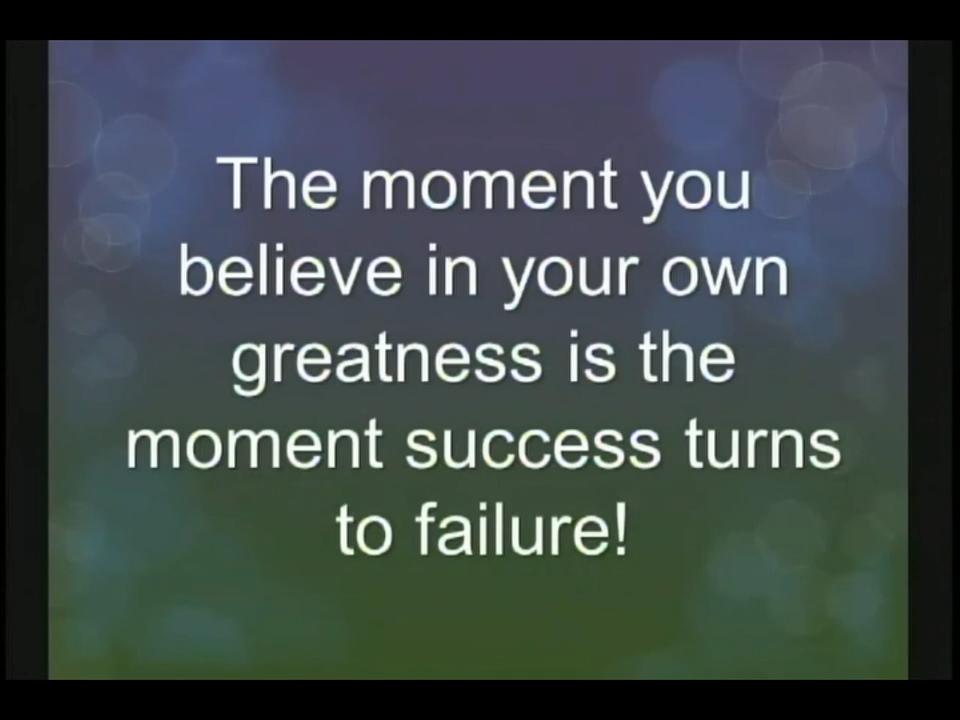 The moment you
believe in your own
greatness is the
moment success turns
to failure!